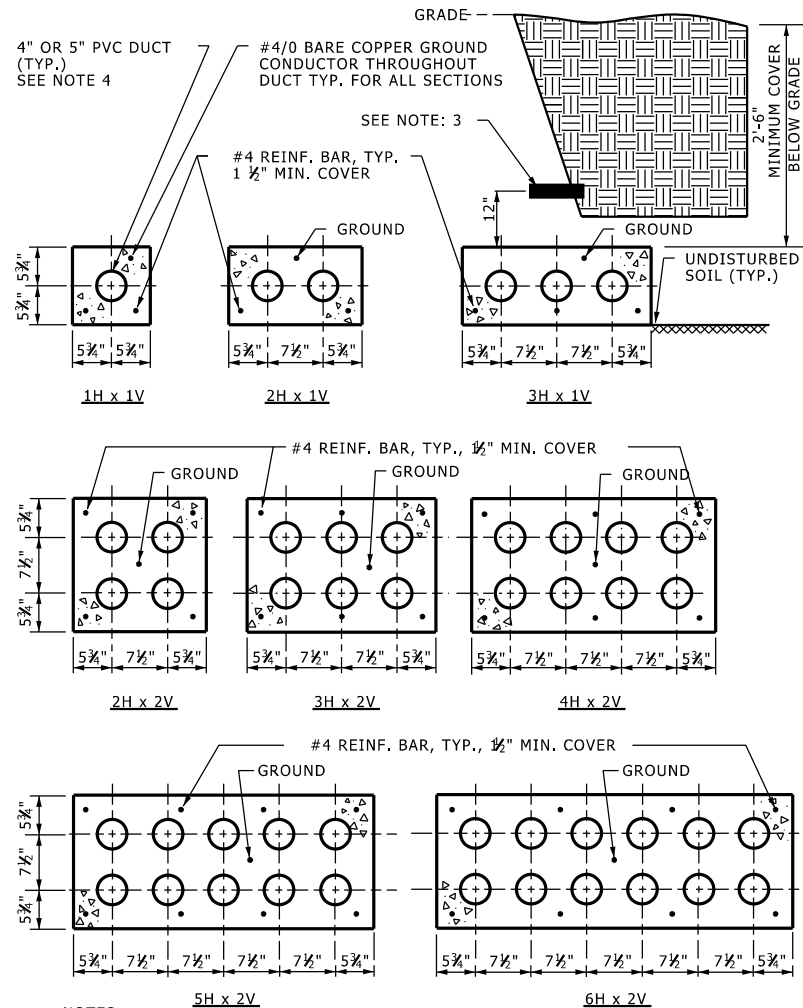 GRADE
4" OR 5" PVC DUCT
(TYP.)
SEE NOTE 4
#4/0 BARE COPPER GROUND
CONDUCTOR THROUGHOUT
DUCT TYP. FOR ALL SECTIONS
SEE NOTE: 3
#4 REINF. BAR, TYP.
1 ½" MIN. COVER
2'-6"
MINIMUM COVER
BELOW GRADE
12"
GROUND
GROUND
UNDISTURBED
SOIL (TYP.)
5¾"
5¾"
5¾" 5¾"
5¾" 7½" 5¾"
5¾" 7½" 7½" 5¾"
1H x 1V
2H x 1V
3H x 1V
#4 REINF. BAR, TYP., ½" MIN. COVER
GROUND
GROUND
GROUND
5¾"
7½"
5¾"
5¾" 7½" 5¾"
5¾" 7½" 7½" 5¾"
5¾" 7½" 7½" 7½" 5¾"
2H x 2V
3H x 2V
4H x 2V
#4 REINF. BAR, TYP., ½" MIN. COVER
GROUND
GROUND
5¾"
7½"
5¾"
5¾" 7½" 7½" 7½" 7½" 5¾"
5¾" 7½" 7½" 7½" 7½" 7½" 5¾"
5H x 2V
6H x 2V